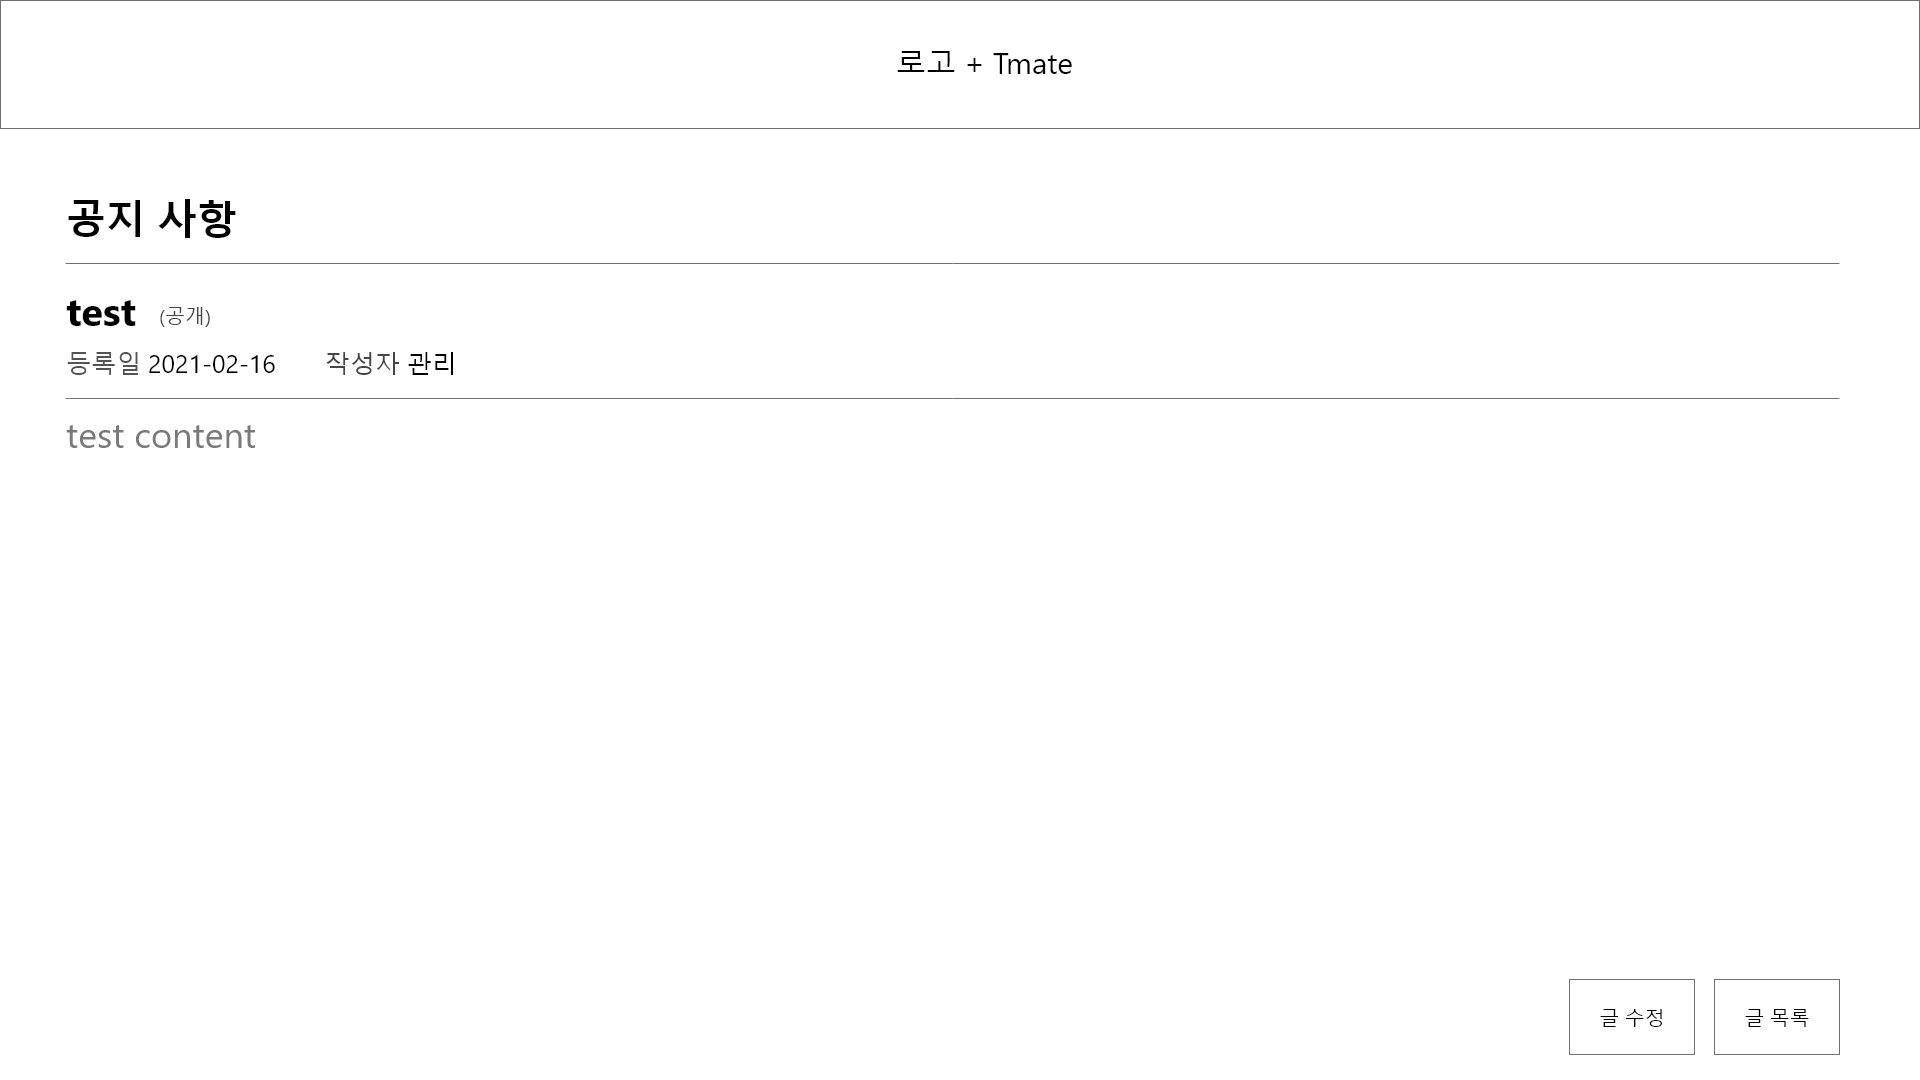 로고 + Tmate
공지 사항
test (공개)
등록일 2021-02-16 작성자 관리
test content
글 수정 글 목록